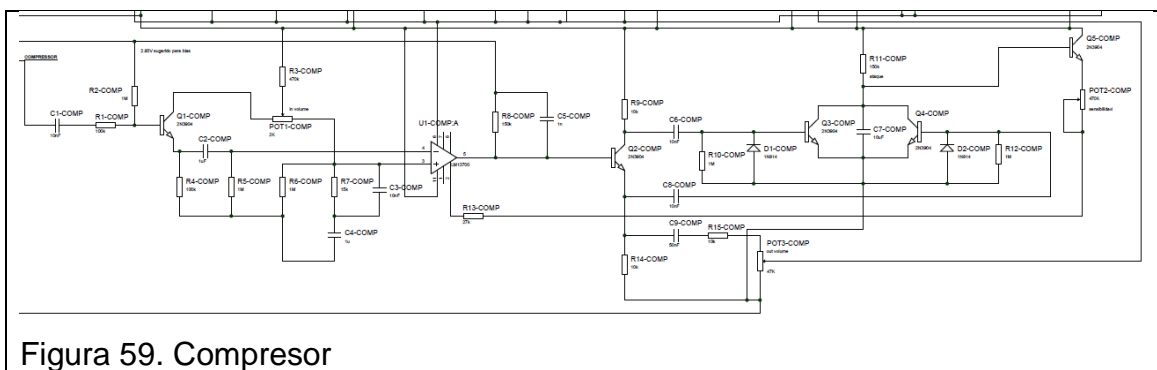 COMPRESSOR
C1-COMP
10nF
R1-COMP
100k
R2-COMP
1M
Q1-COMP
2N3904
C2-COMP
1uF
R4-COMP
R5-COMP
1M
R3-COMP
470k
in volume
POT1-COMP
2K
R6-COMP
1M
R7-COMP
15k
C3-COMP
10nF
C4-COMP
1u
U1-COMP:A
LM13700
4
3
5
R8-COMP
150k
C5-COMP
R13-COMP
27k
R9-COMP
10k
Q2-COMP
2N3904
C6-COMP
10nF
R10-COMP
1M
D1-COMP
1N914
C8-COMP
10nF
C9-COMP
50nF
R15-COMP
R14-COMP
10k
POT3-COMP
out volume
47K
R11-COMP
150k
ataque
Q3-COMP
2N3904
C7-COMP
10uF
Q4-COMP
2N3904
D2-COMP
1N914
R12-COMP
1M
Q5-COMP
2N3904
POT2-COMP
470K
sensibilidad
Figura 59. Compresor